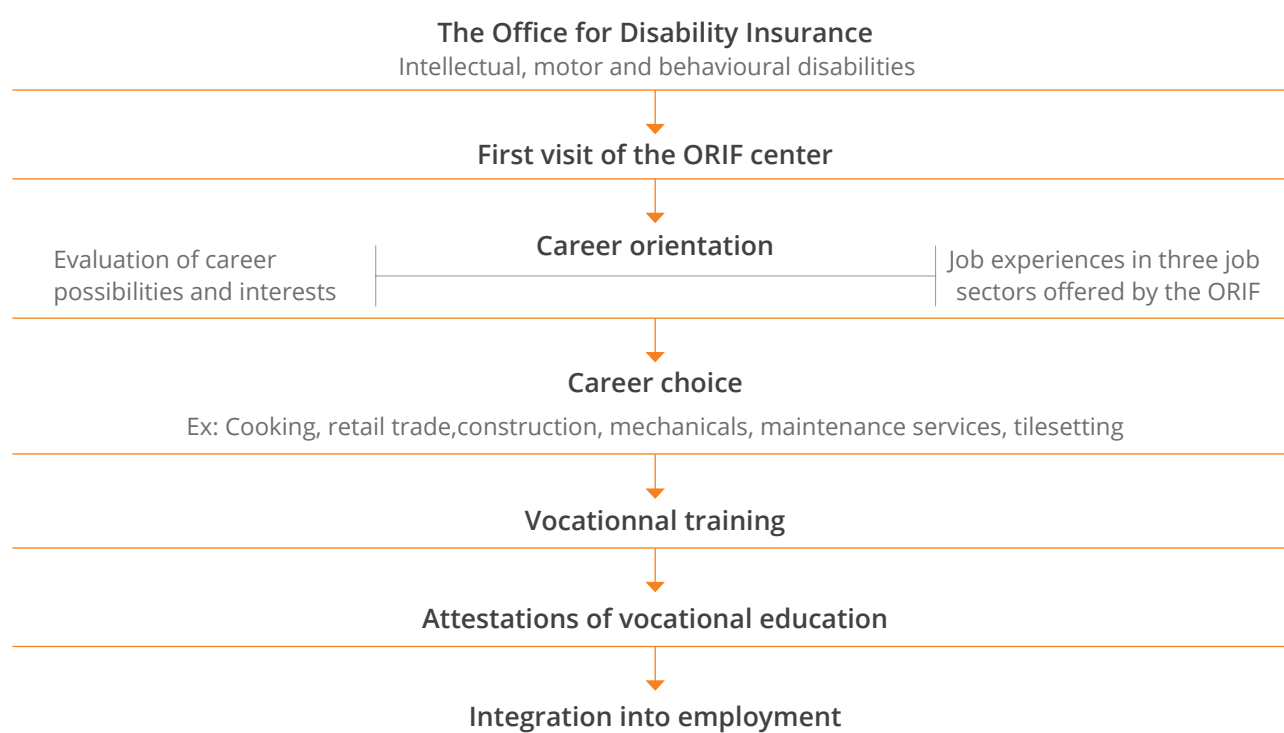 The Office for Disability Insurance
Intellectual, motor and behavioural disabilities
First visit of the ORIF center
Career orientation
Evaluation of career
possibilities and interests
Job experiences in three job
sectors offered by the ORIF
Career choice
Ex: Cooking, retail trade,construction, mechanicals, maintenance services, tilesetting
Vocationnal training
Attestations of vocational education
Integration into employment